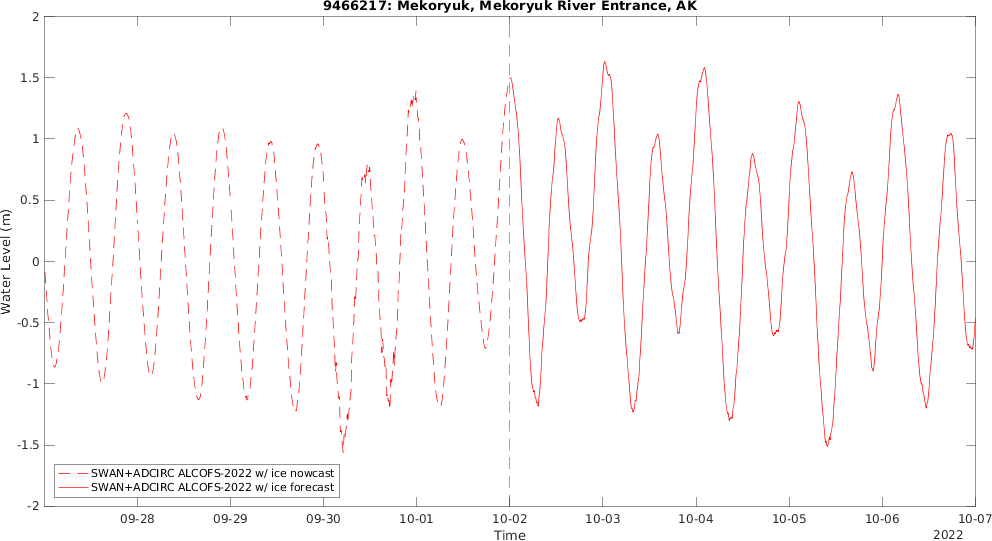 9466217: Mekoryuk, Mekoryuk River Entrance, AK
2
1.5
1
0.5
0
-0.5
-1
-1.5
-2
Water Level (m)
SWAN+ADCIRC ALCOFS-2022 w/ ice nowcast
SWAN+ADCIRC ALCOFS-2022 w/ ice forecast
09-28 09-29 09-30 10-01 10-02 10-03 10-04 10-05 10-06 10-07
Time
2022